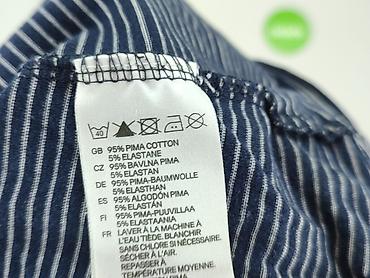 40
GB 95% PIMA COTTON
5% ELASTANE
CZ 95% BAVLNA PIMA
5% ELASTAN
DE 95% PIMA-BAUMWOLLE
5% ELASTHAN
ES 95% ALGODÓN PIMA
5% ELASTÁN
FI 95% PIMA-PUUVILLAA
5% ELASTAANIA
FR LAVER À LA MACHINE À
L'EAU TIÈDE. BLANCHIR
SANS CHLORE SI NÉCESSAIRE.
SÉCHER À L'AIR.
REPASSER À
TEMPÉRATURE MOYENNE.
PIMA